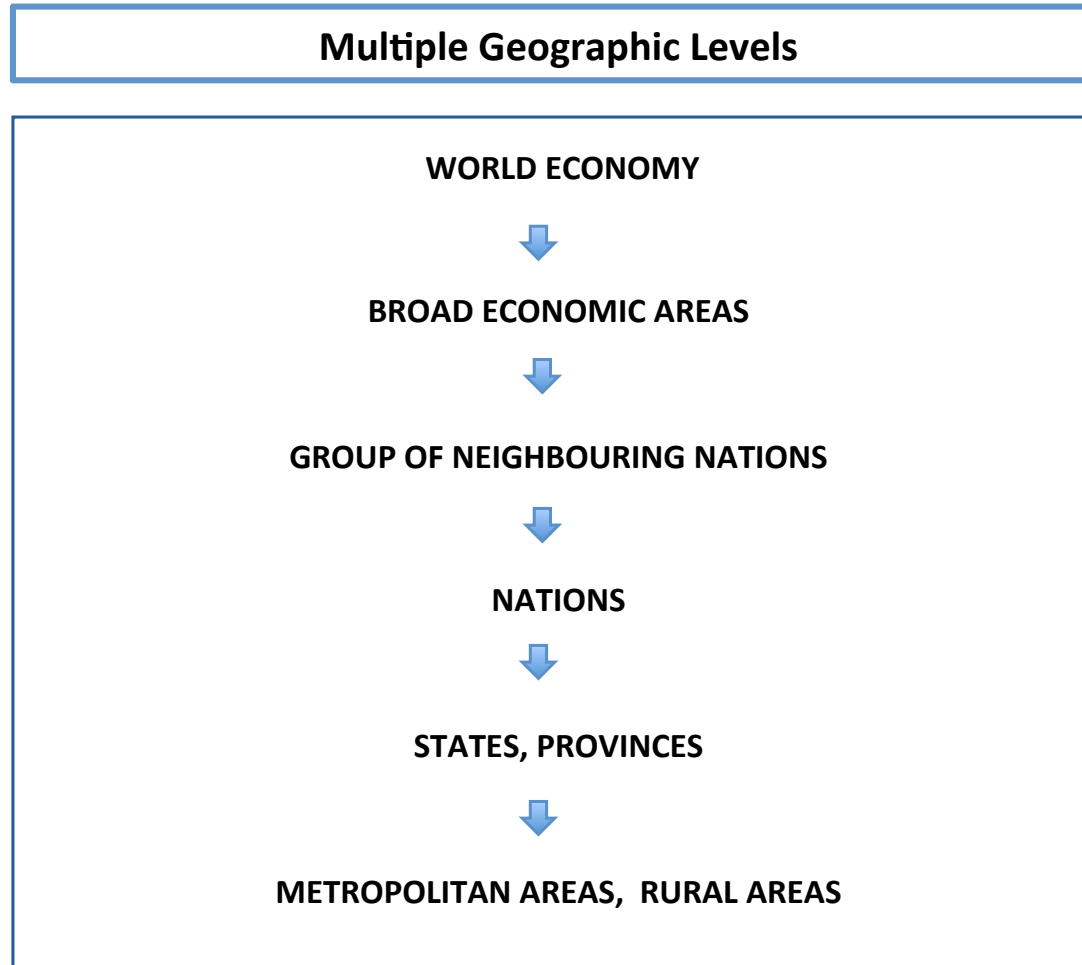 Multiple Geographic Levels
WORLD ECONOMY
BROAD ECONOMIC AREAS
GROUP OF NEIGHBOURING NATIONS
NATIONS
STATES, PROVINCES
METROPOLITAN AREAS,  RURAL AREAS